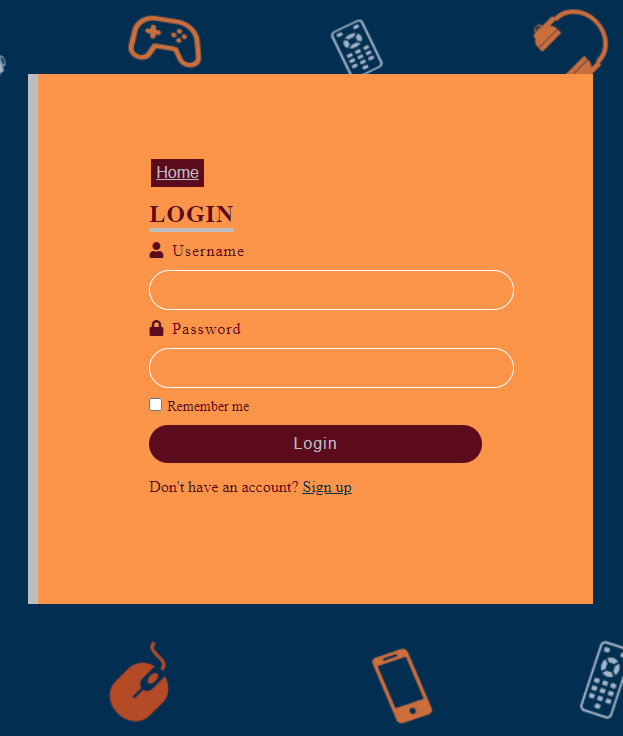 Home
LOGIN
Username
Password
Remember me
Login
Don't have an account? Sign up